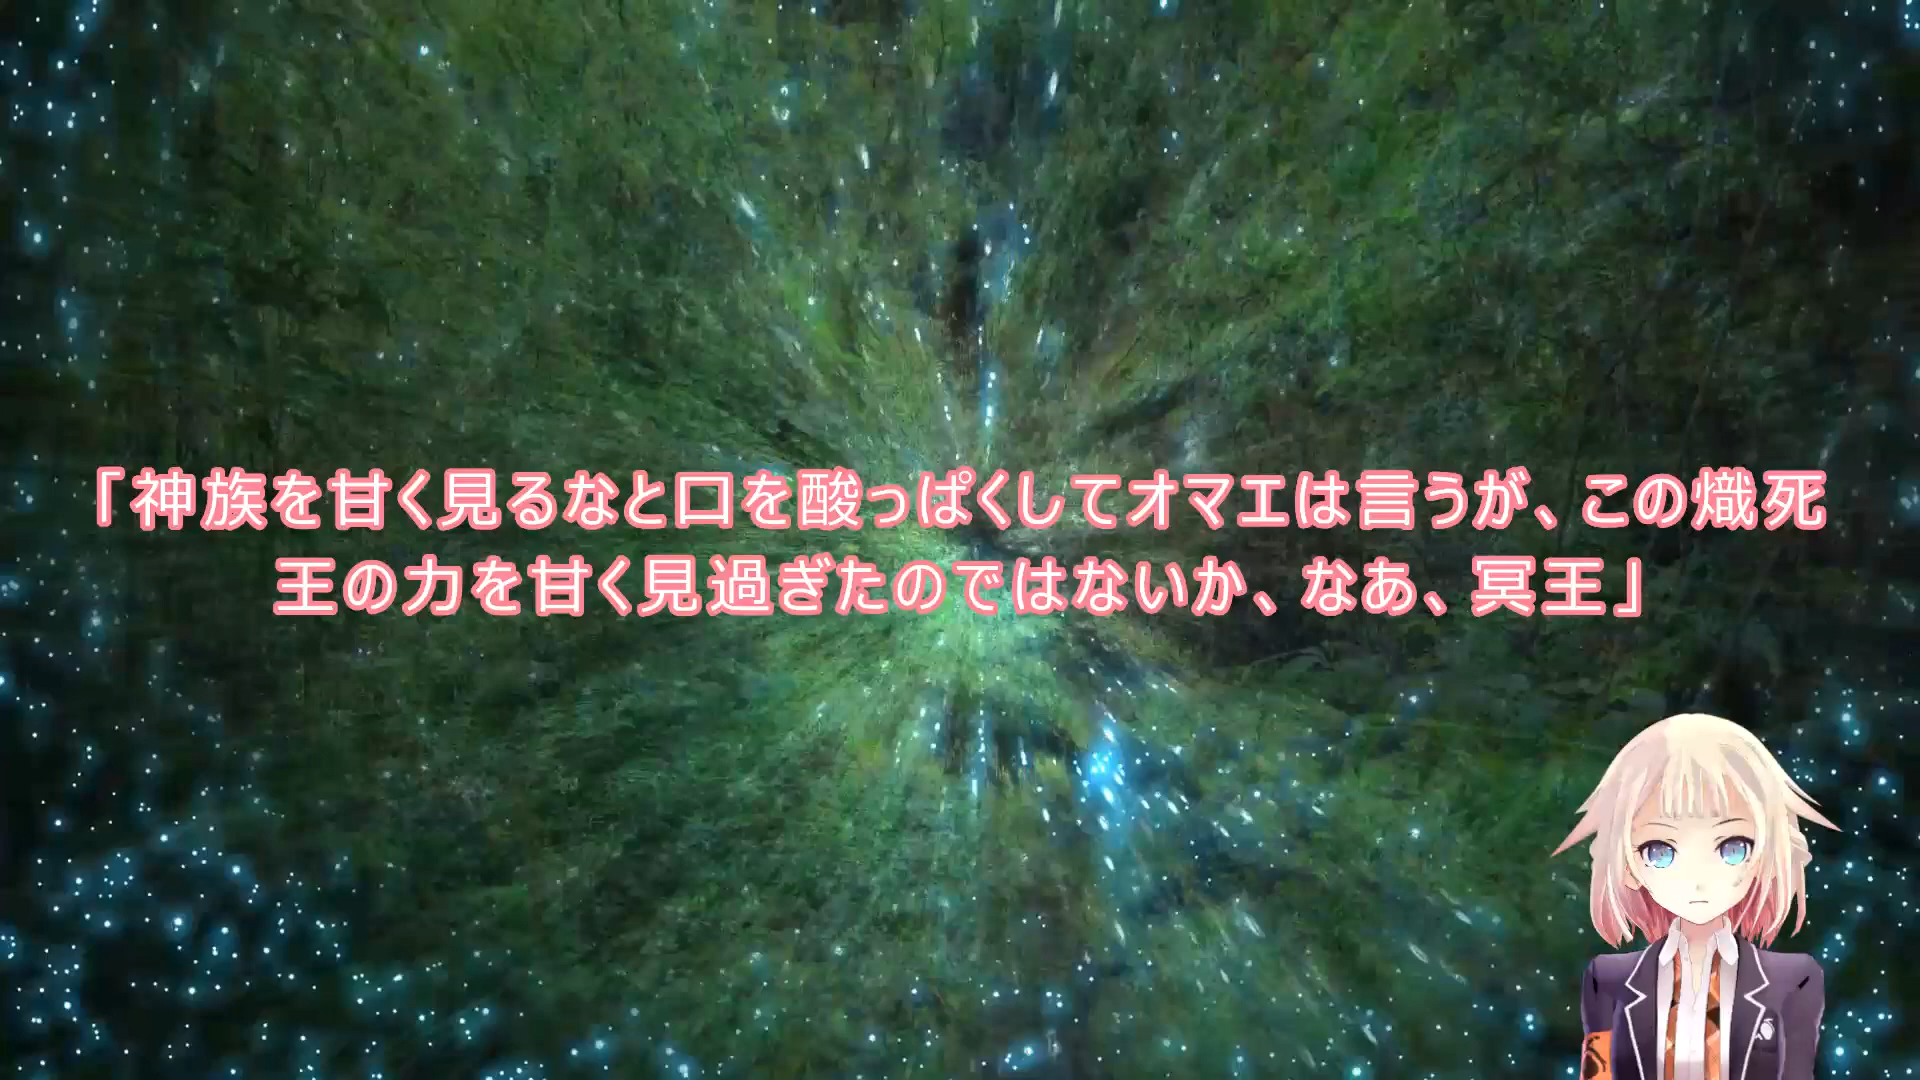 「神族を甘く見るなと口を酸っぱくしてオマエは言うが、この熾死
王の力を甘く見過ぎたのではないか、なあ、冥王」